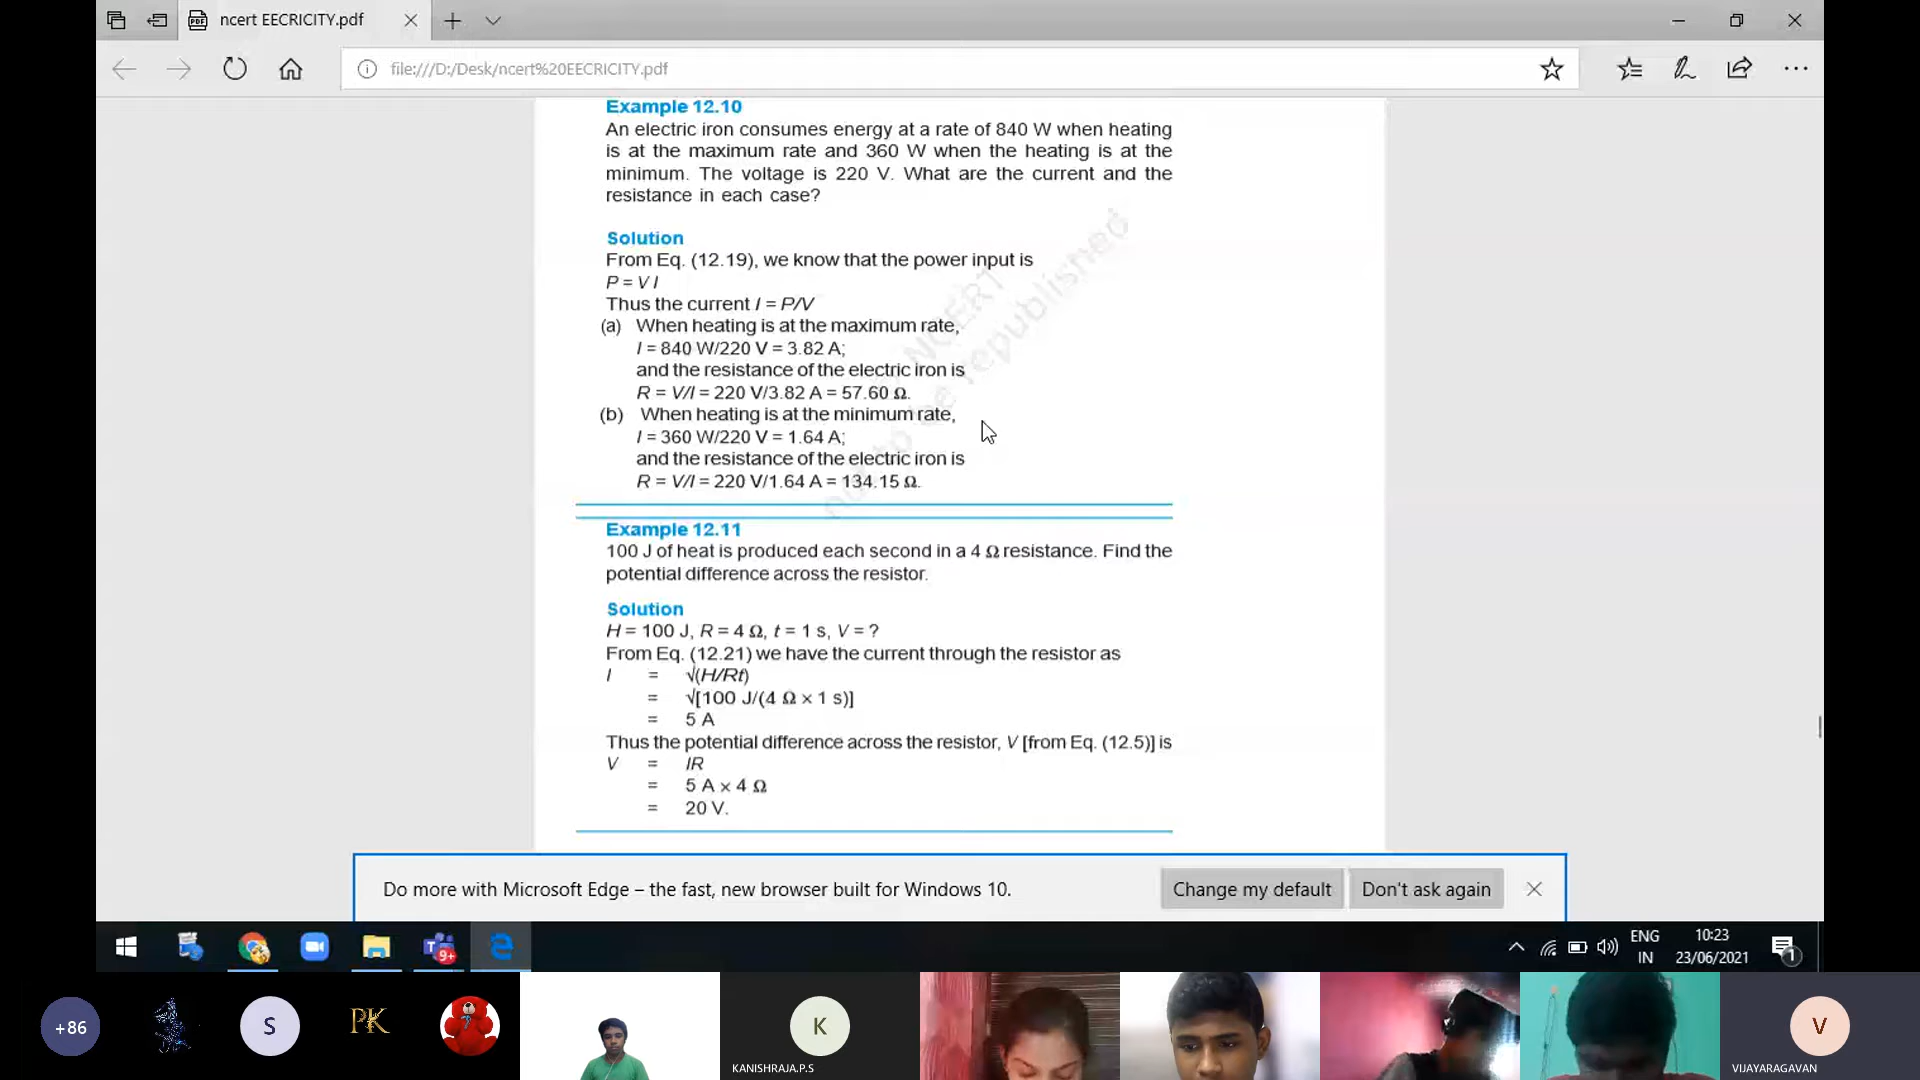 ncert EECRICITY.pdf
file:///D:/Desk/ncert%20EECRICITY.pdf
Example 12.10
An electric iron consumes energy at a rate of 840 W when heating
is at the maximum rate and 360 W when the heating is at the
minimum. The voltage is 220 V. What are the current and the
resistance in each case?
Solution
From Eq. (12.19), we know that the power input is
P = V I
Thus the current I = P/V
(a) When heating is at the maximum rate,
I = 840 W/220 V = 3.82 A;
and the resistance of the electric iron is
R = V/I = 220 V/3.82 A = 57.60 Ω.
(b) When heating is at the minimum rate,
I = 360 W/220 V = 1.64 A;
and the resistance of the electric iron is
R = V/I = 220 V/1.64 A = 134.15 Ω.
NCERT
not to be republished
Example 12.11
100 J of heat is produced each second in a 4 Ω resistance. Find the
potential difference across the resistor.
Solution
H = 100 J, R = 4 Ω, t = 1 s, V = ?
From Eq. (12.21) we have the current through the resistor as
I = √(H/Rt)
= √[100 J/(4 Ω × 1 s)]
= 5 A
Thus the potential difference across the resistor, V [from Eq. (12.5)] is
V = IR
= 5 A × 4 Ω
= 20 V.
Do more with Microsoft Edge – the fast, new browser built for Windows 10.
Change my default
Don't ask again
9+
ENG
IN
10:23
23/06/2021
1
+86
S
PK
K
KANISHRAJA.P.S
V
VIJAYARAGAVAN